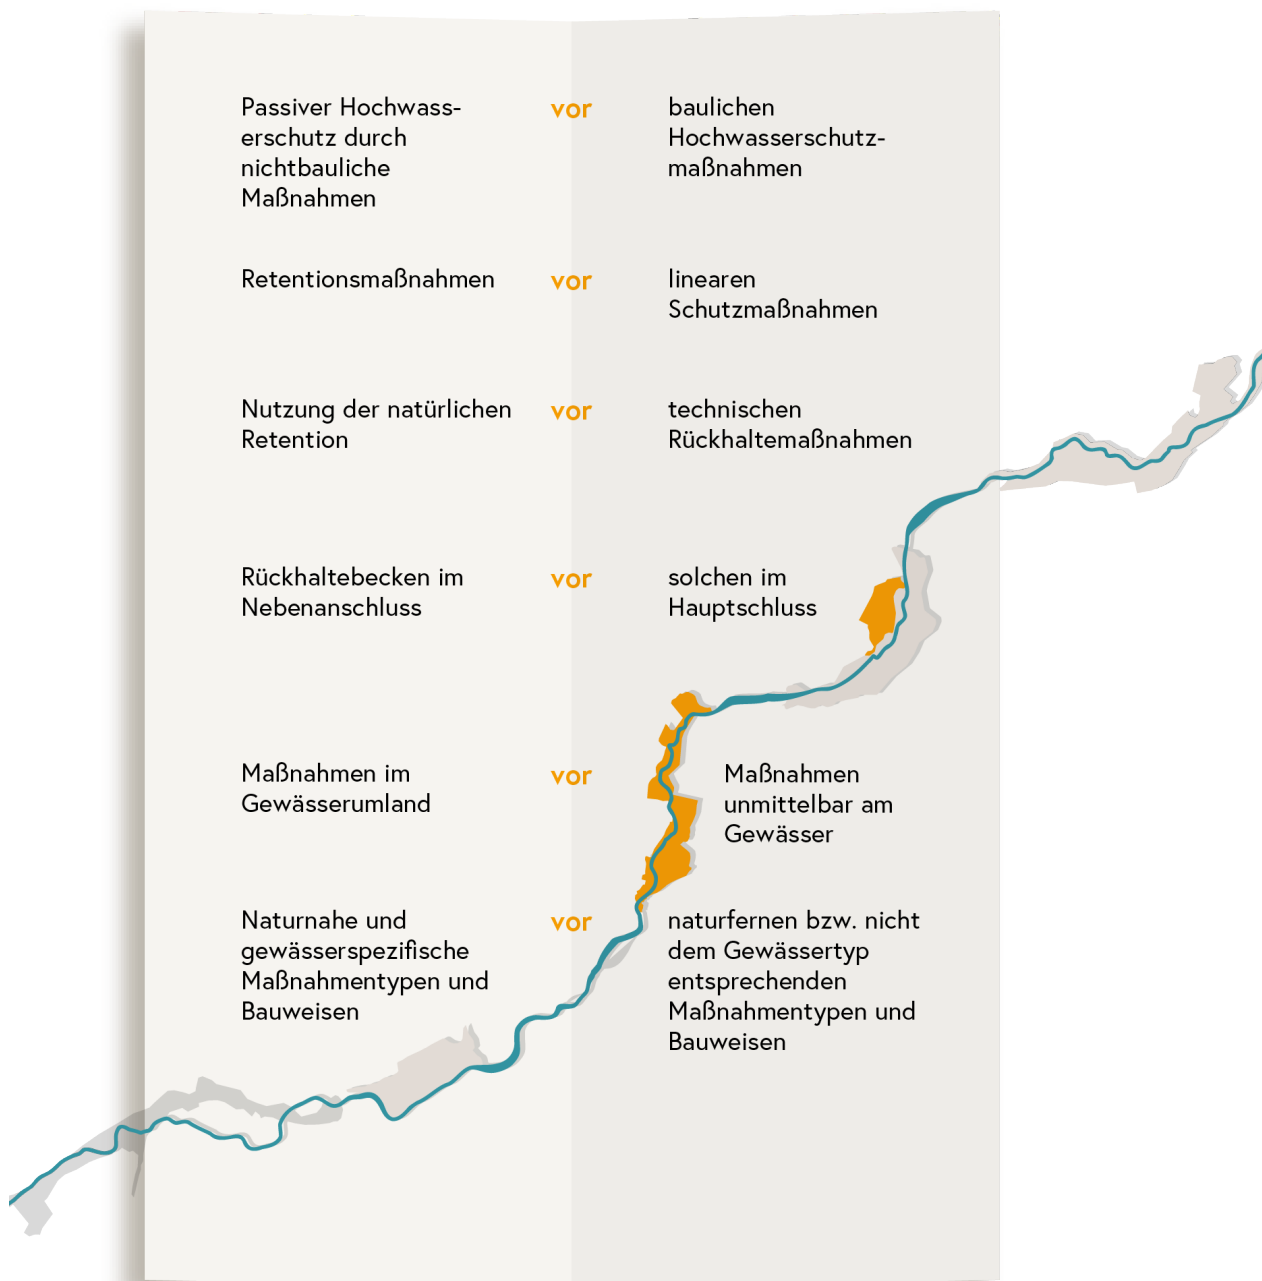 Passiver Hochwass-
erschutz durch
nichtbauliche
Maßnahmen
vor
baulichen
Hochwasserschutz-
maßnahmen
Retentionsmaßnahmen
vor
linearen
Schutzmaßnahmen
Nutzung der natürlichen
Retention
vor
technischen
Rückhaltemaßnahmen
Rückhaltebecken im
Nebenanschluss
vor
solchen im
Hauptschluss
Maßnahmen im
Gewässerumland
vor
Maßnahmen
unmittelbar am
Gewässer
Naturnahe und
gewässerspezifische
Maßnahmentypen und
Bauweisen
vor
naturfernen bzw. nicht
dem Gewässertyp
entsprechenden
Maßnahmentypen und
Bauweisen